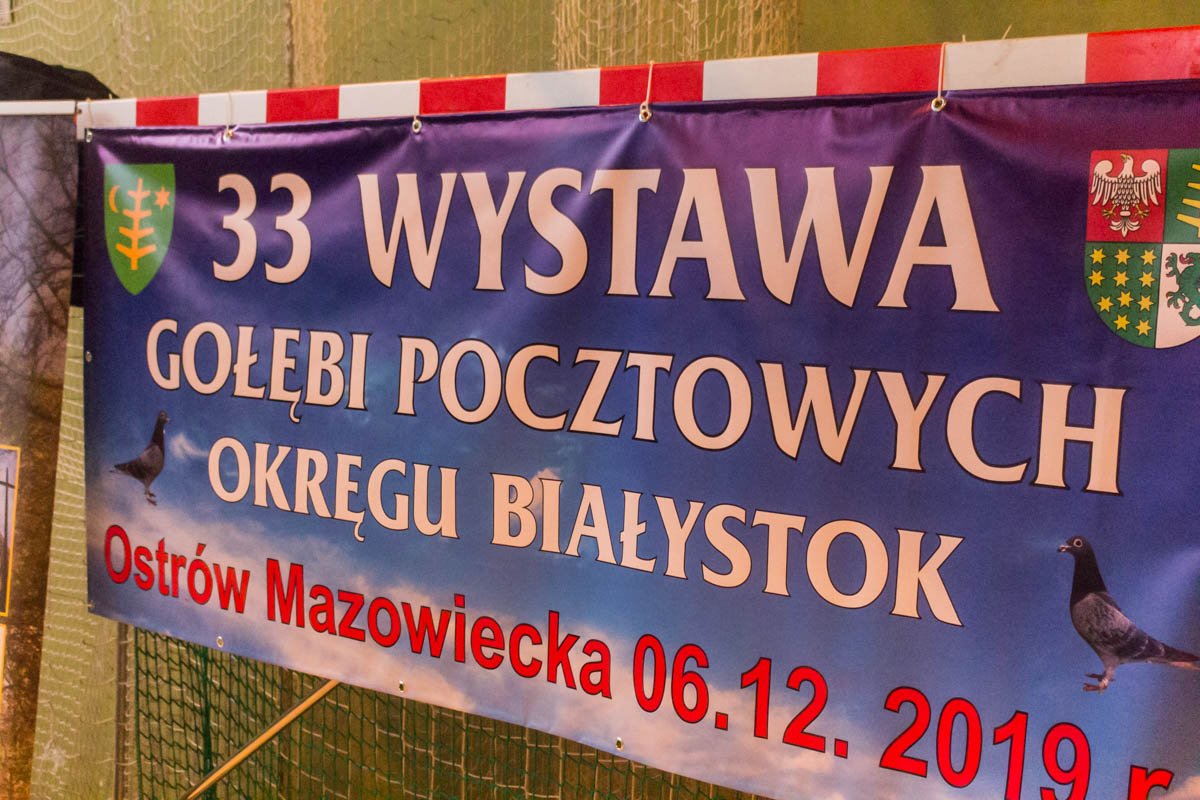 33 WYSTAWA
GOŁĘBI POCZTOWYCH
OKRĘGU BIAŁYSTOK
Ostrów Mazowiecka 06.12. 2019 r